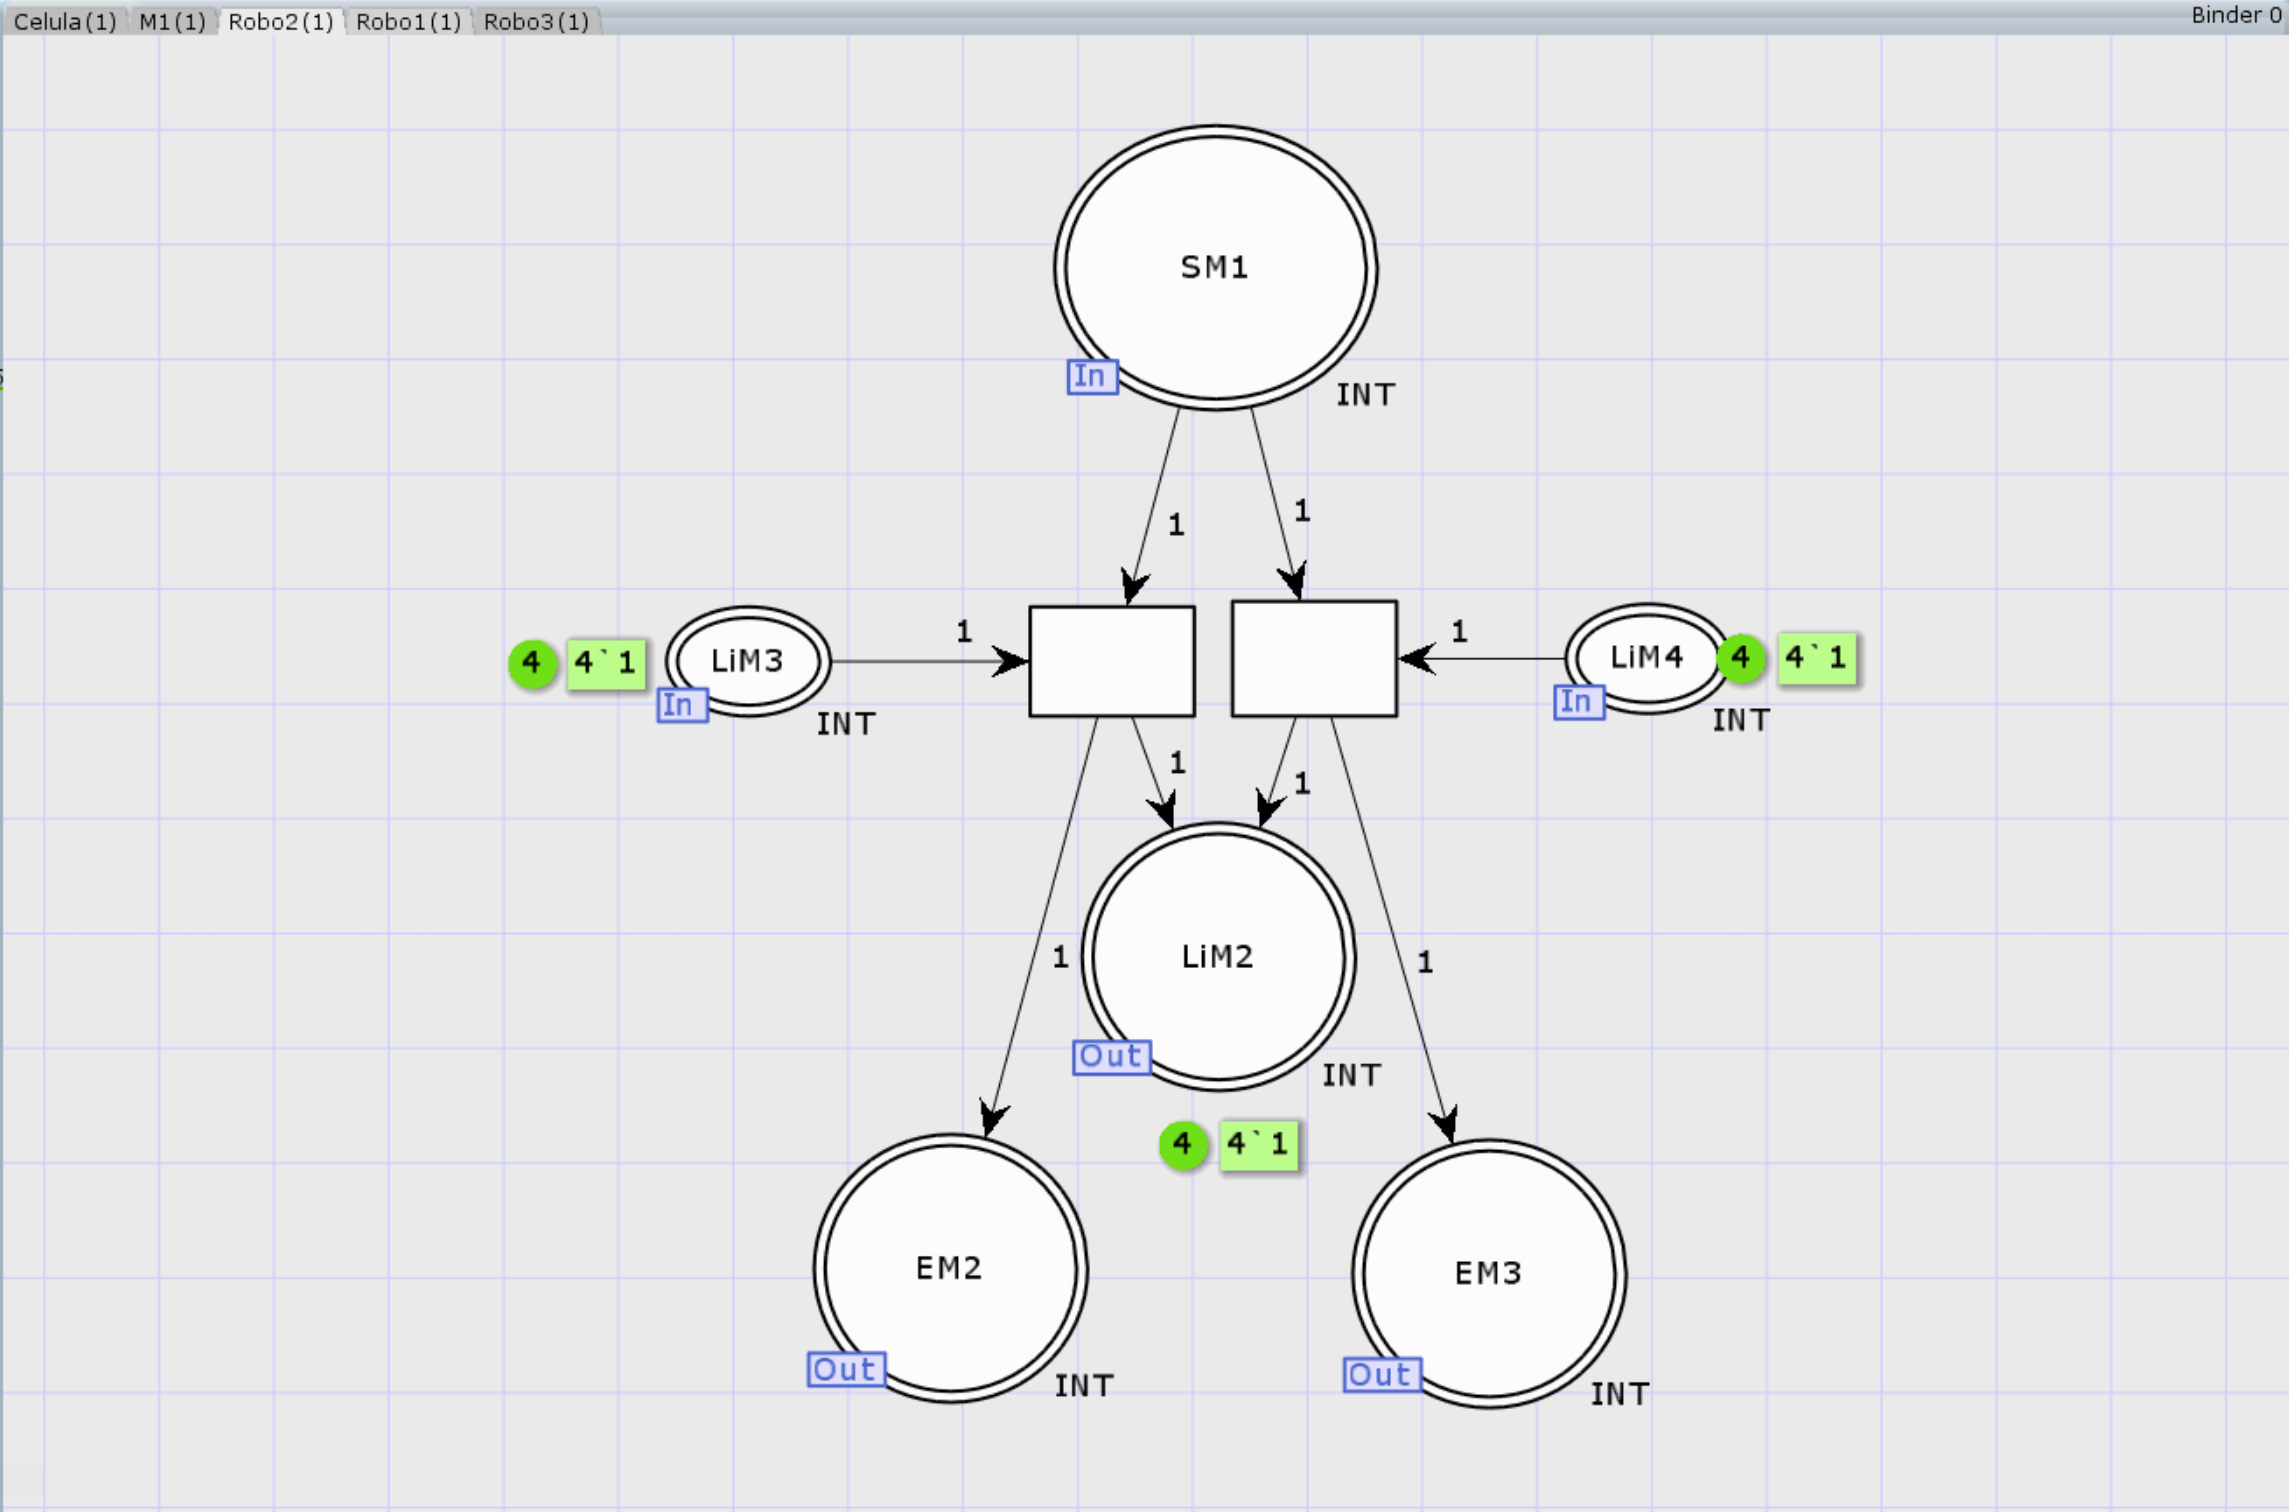 Celula(1) M1(1) Robo2(1) Robo1(1) Robo3(1) Binder 0
SM1
In
INT
1
1
4 4`1
LiM3
In
INT
1
1
LiM4
4 4`1
In
INT
1
1
LiM2
1
1
Out
INT
4 4`1
EM2
EM3
Out
INT
Out
INT